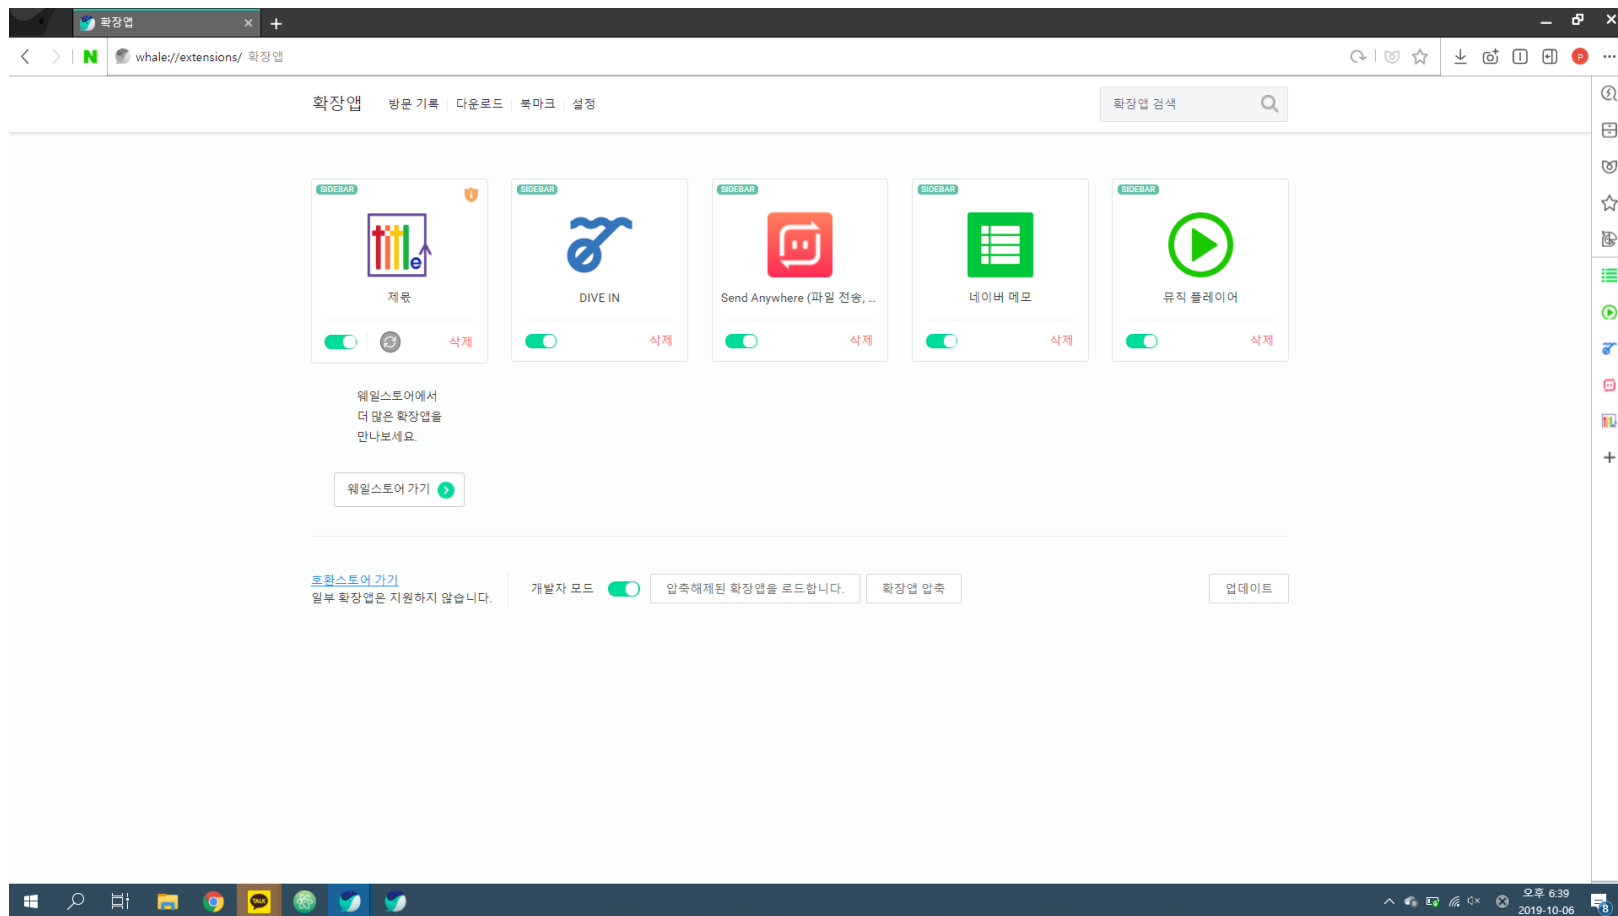 확장앱
whale://extensions/ 확장앱
확장앱 방문 기록 다운로드 북마크 설정
확장앱 검색
SIDEBAR
title
제몫
삭제
SIDEBAR
DIVE IN
삭제
SIDEBAR
Send Anywhere (파일 전송, ...
삭제
SIDEBAR
네이버 메모
삭제
SIDEBAR
뮤직 플레이어
삭제
웨일스토어에서
더 많은 확장앱을
만나보세요.
웨일스토어 가기
호환스토어 가기
일부 확장앱은 지원하지 않습니다.
개발자 모드
압축해제된 확장앱을 로드합니다.
확장앱 압축
업데이트
TALK
오후 6:39
2019-10-06
8